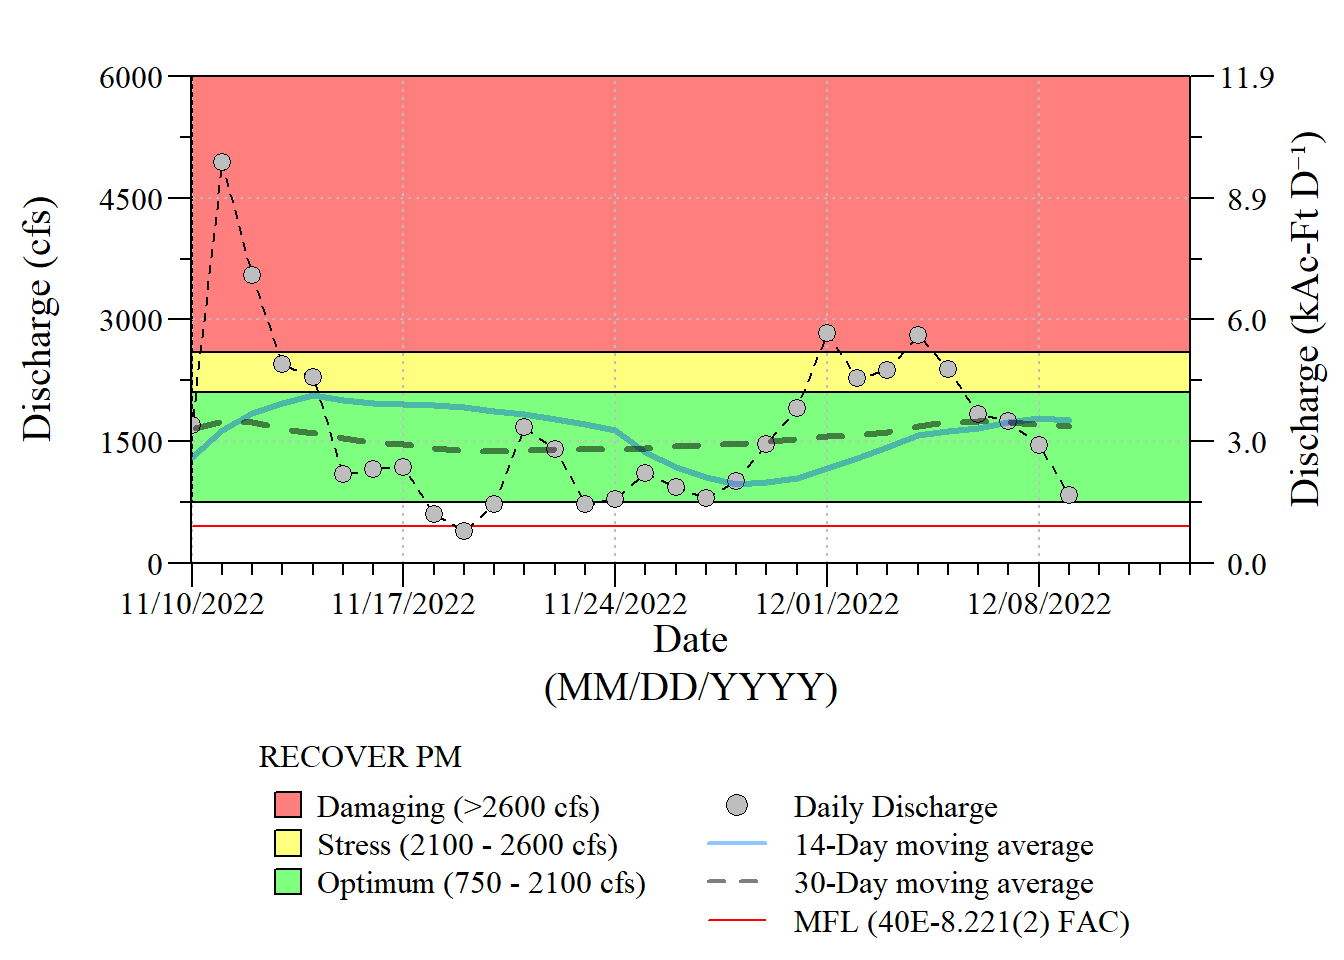 6000
4500
3000
1500
0
Discharge (cfs)
11.9
8.9
6.0
3.0
0.0
Discharge (kAc-Ft D⁻¹)
11/10/2022 11/17/2022 11/24/2022 12/01/2022 12/08/2022
Date
(MM/DD/YYYY)
RECOVER PM
Damaging (>2600 cfs)
Stress (2100 - 2600 cfs)
Optimum (750 - 2100 cfs)
Daily Discharge
14-Day moving average
30-Day moving average
MFL (40E-8.221(2) FAC)